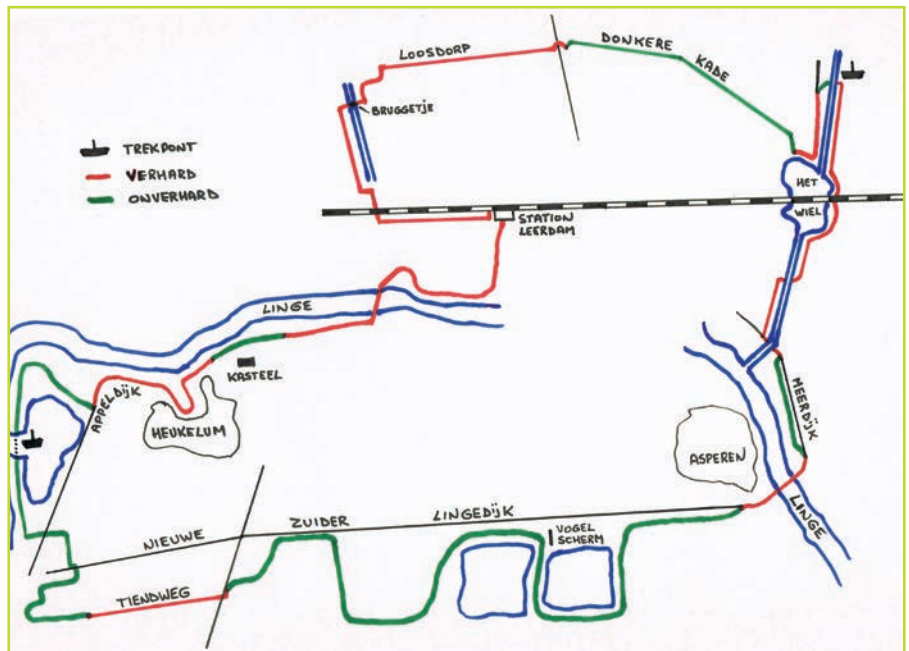 LOOSDORP
DONKERE
KADE
BRUGGETJE
TREKPONT
VERHARD
ONVERHARD
HET
WIEL
STATION
LEERDAM
LINGE
KASTEEL
APPELDIJK
HEUKELUM
MEERDIJK
ASPEREN
LINGE
NIEUWE
ZUIDER
LINGEDIJK
VOGEL
SCHERM
TIENDWEG